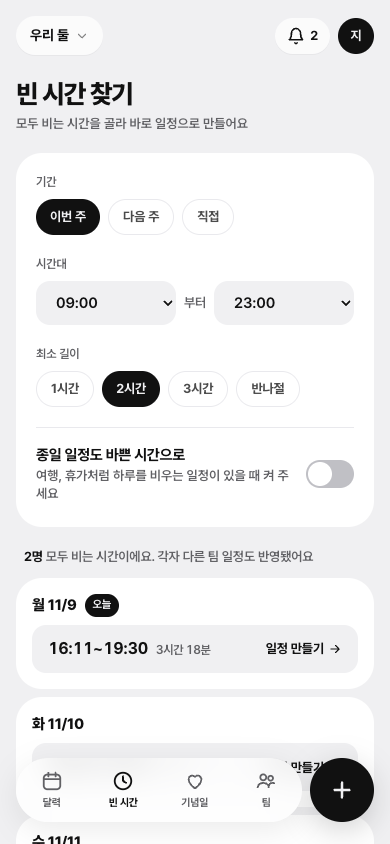 우리 둘
2
지
빈 시간 찾기
모두 비는 시간을 골라 바로 일정으로 만들어요
기간
이번 주
다음 주
직접
시간대
09:00
부터
23:00
최소 길이
1시간
2시간
3시간
반나절
종일 일정도 바쁜 시간으로
여행, 휴가처럼 하루를 비우는 일정이 있을 때 켜 주
세요
2명 모두 비는 시간이에요. 각자 다른 팀 일정도 반영됐어요
월 11/9
오늘
16:11~19:30
3시간 18분
일정 만들기 →
화 11/10
달력
빈 시간
기념일
팀
수 11/11